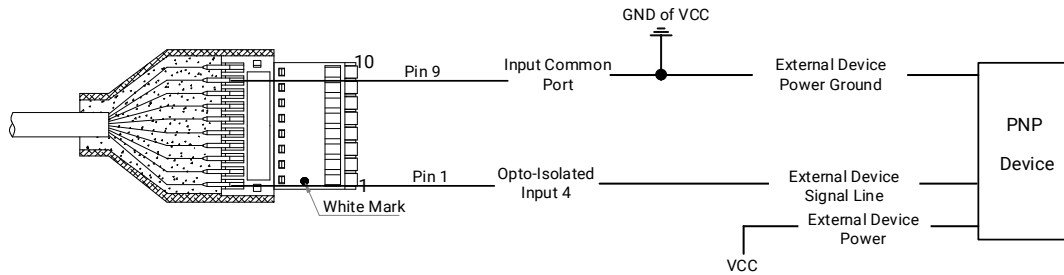 GND of VCC
10
Pin 9
Input Common
Port
External Device
Power Ground
PNP
Device
1
Pin 1
Opto-Isolated
Input 4
External Device
Signal Line
White Mark
External Device
Power
VCC